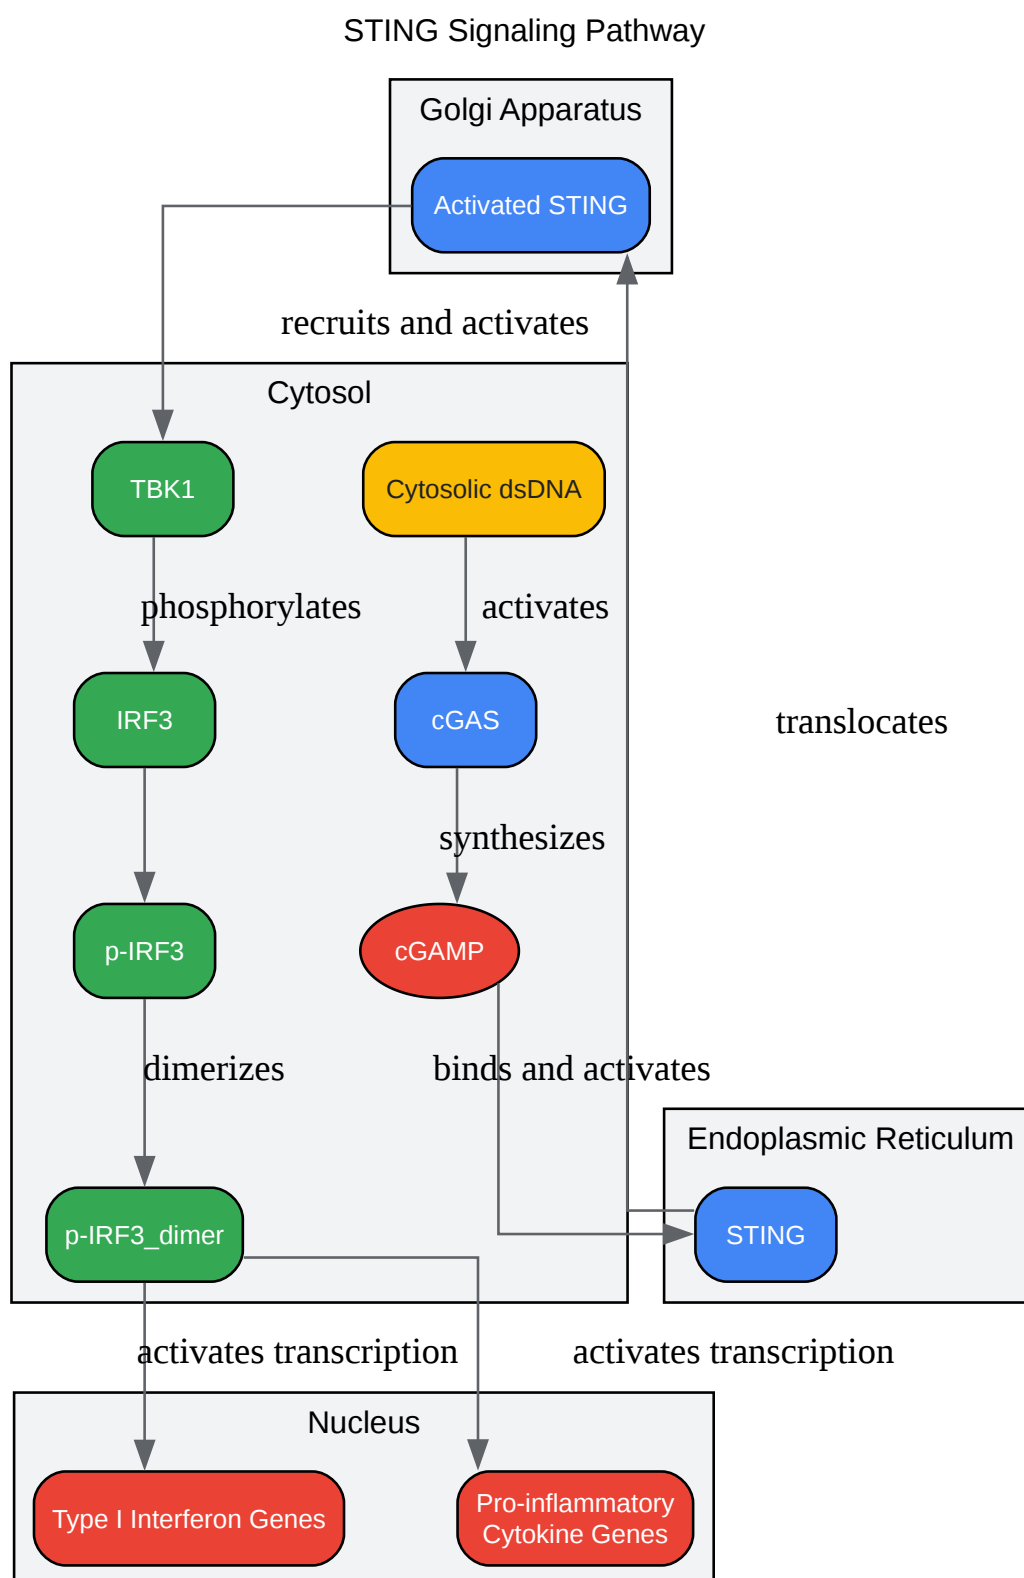 STING Signaling Pathway
Golgi Apparatus
Activated STING
recruits and activates
Cytosol
TBK1
Cytosolic dsDNA
phosphorylates
activates
IRF3
cGAS
translocates
synthesizes
p-IRF3
cGAMP
dimerizes
binds and activates
Endoplasmic Reticulum
p-IRF3_dimer
STING
activates transcription
activates transcription
Nucleus
Type I Interferon Genes
Pro-inflammatory
Cytokine Genes